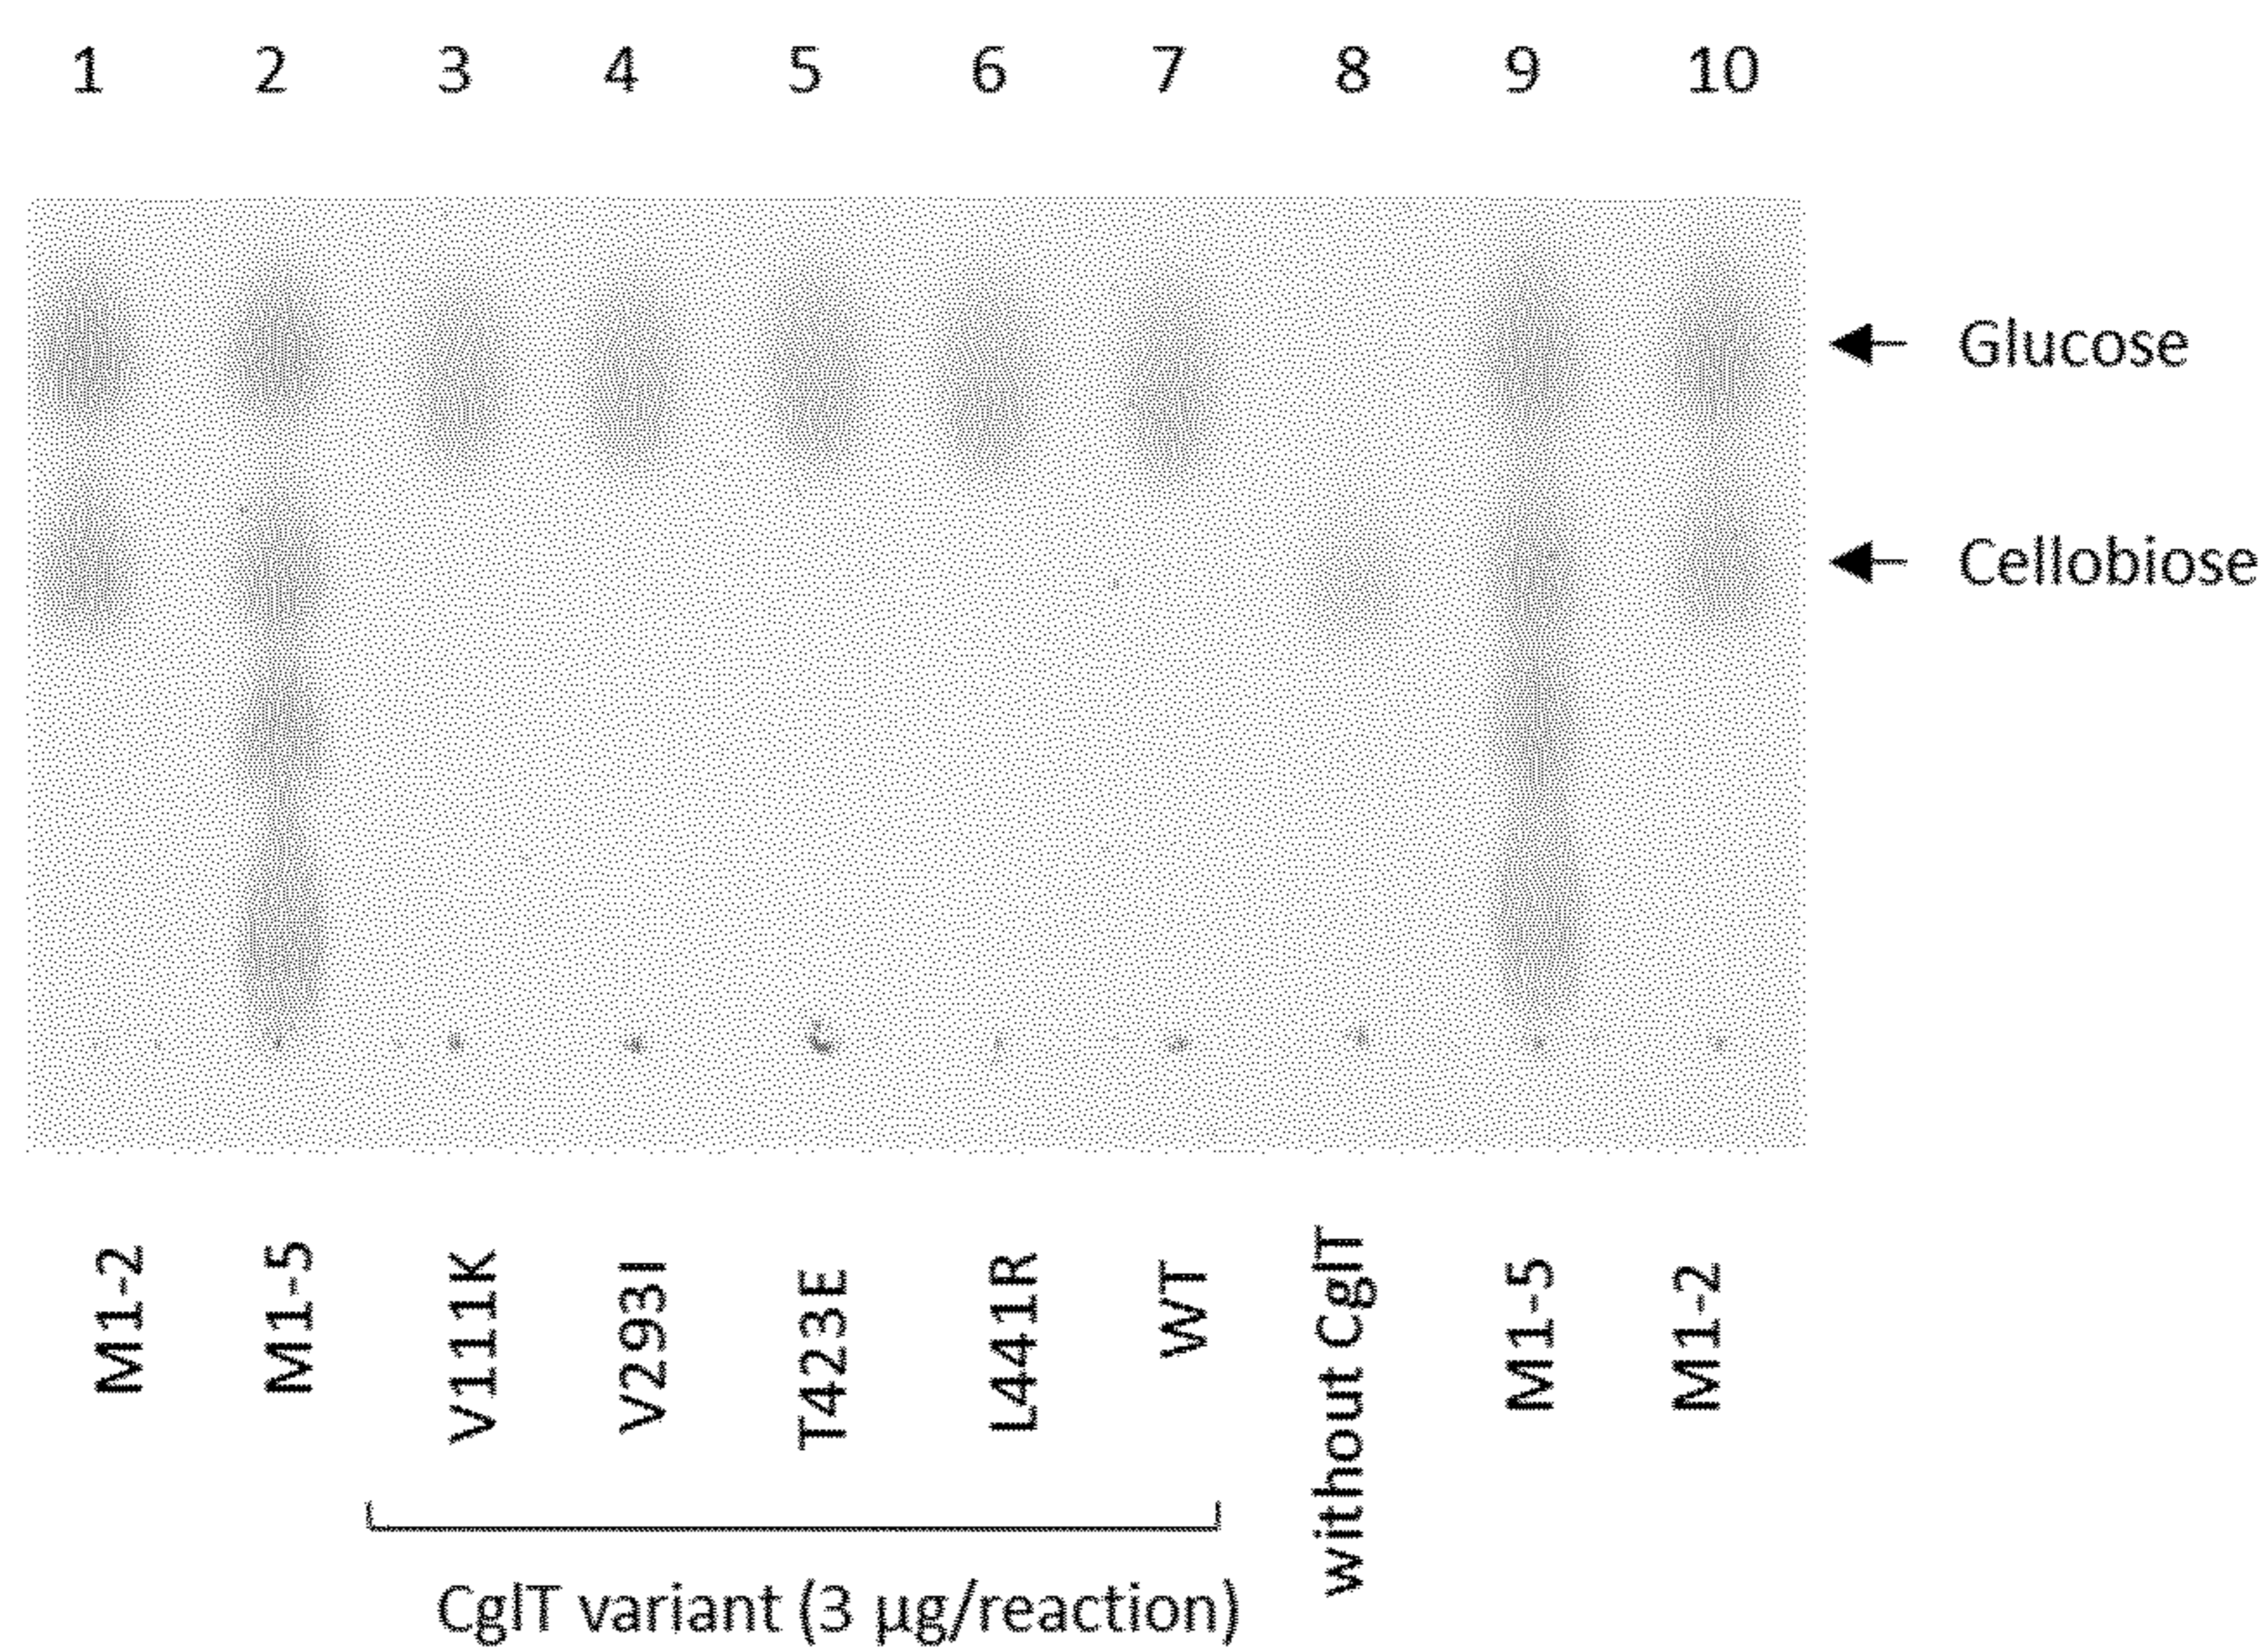 1 2 3 4 5 6 7 8 9 10
Glucose
Cellobiose
M1-2
M1-5
V111K
V293I
T423E
L441R
WT
without CglT
M1-5
M1-2
CglT variant (3 µg/reaction)